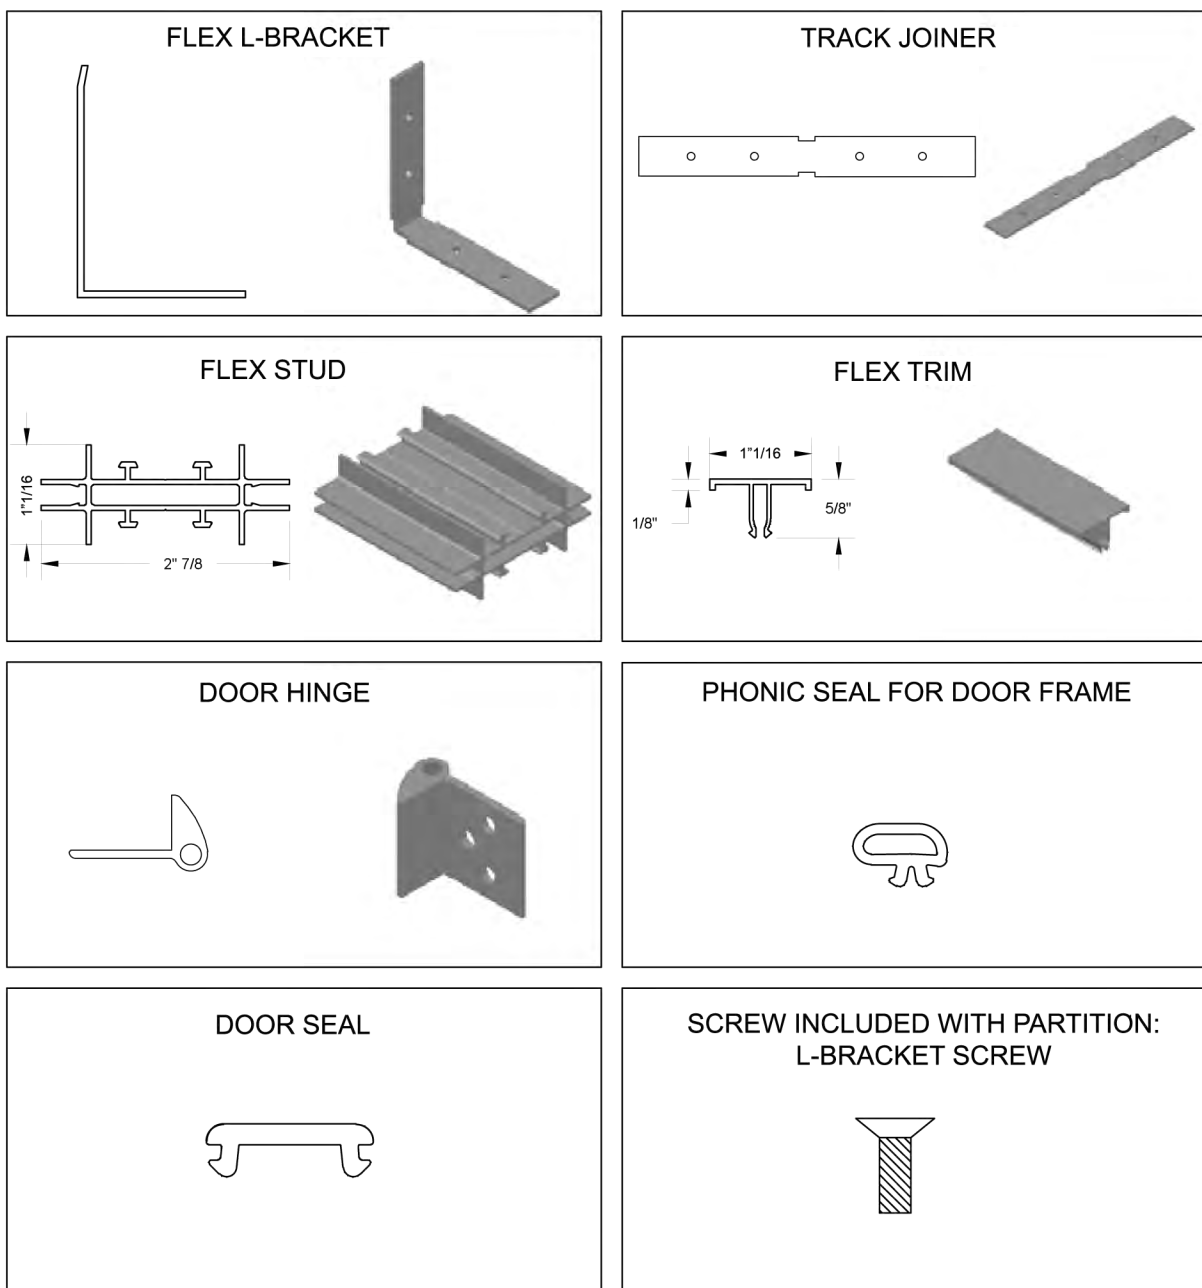 FLEX L-BRACKET
TRACK JOINER
FLEX STUD
1"1/16
2" 7/8
FLEX TRIM
1"1/16
1/8"
5/8"
DOOR HINGE
PHONIC SEAL FOR DOOR FRAME
DOOR SEAL
SCREW INCLUDED WITH PARTITION:
L-BRACKET SCREW